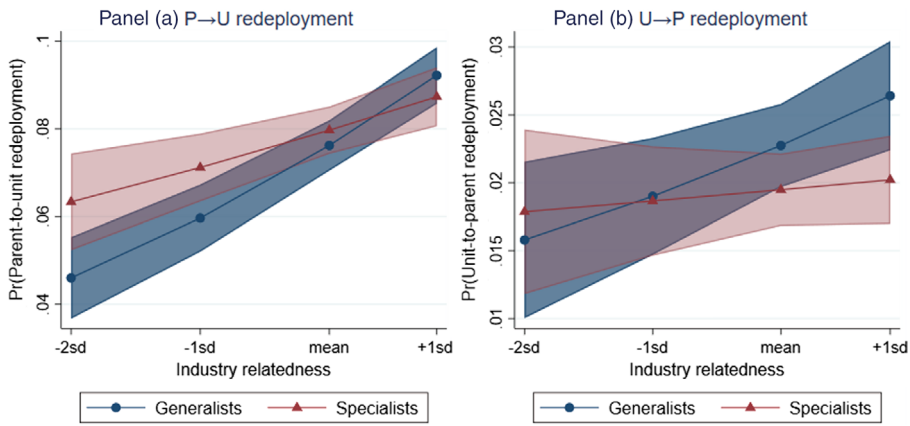 Panel (a) P→U redeployment
Pr(Parent-to-unit redeployment)
.1
.08
.06
.04
-2sd
-1sd
mean
+1sd
Industry relatedness
Generalists
Specialists
Panel (b) U→P redeployment
Pr(Unit-to-parent redeployment)
.03
.025
.02
.015
.01
-2sd
-1sd
mean
+1sd
Industry relatedness
Generalists
Specialists